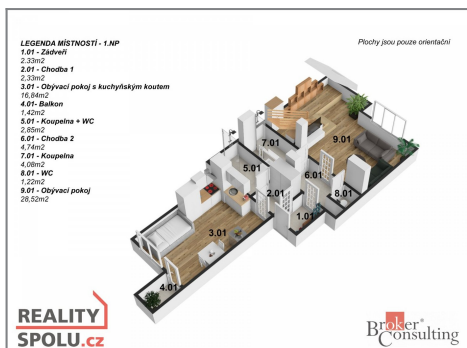 LEGENDA MÍSTNOSTÍ - 1.NP
1.01 - Zádveří
2,33m2
2.01 - Chodba 1
2,33m2
3.01 - Obývací pokoj s kuchyňským koutem
16,84m2
4.01- Balkon
1,42m2
5.01 - Koupelna + WC
2,85m2
6.01 - Chodba 2
4,74m2
7.01 - Koupelna
4,08m2
8.01 - WC
1,22m2
9.01 - Obývací pokoj
28,52m2
Plochy jsou pouze orientační
7.01
9.01
5.01
6.01
2.01
8.01
1.01
3.01
4.01
REALITY
SPOLU.cz
Broker
Consulting